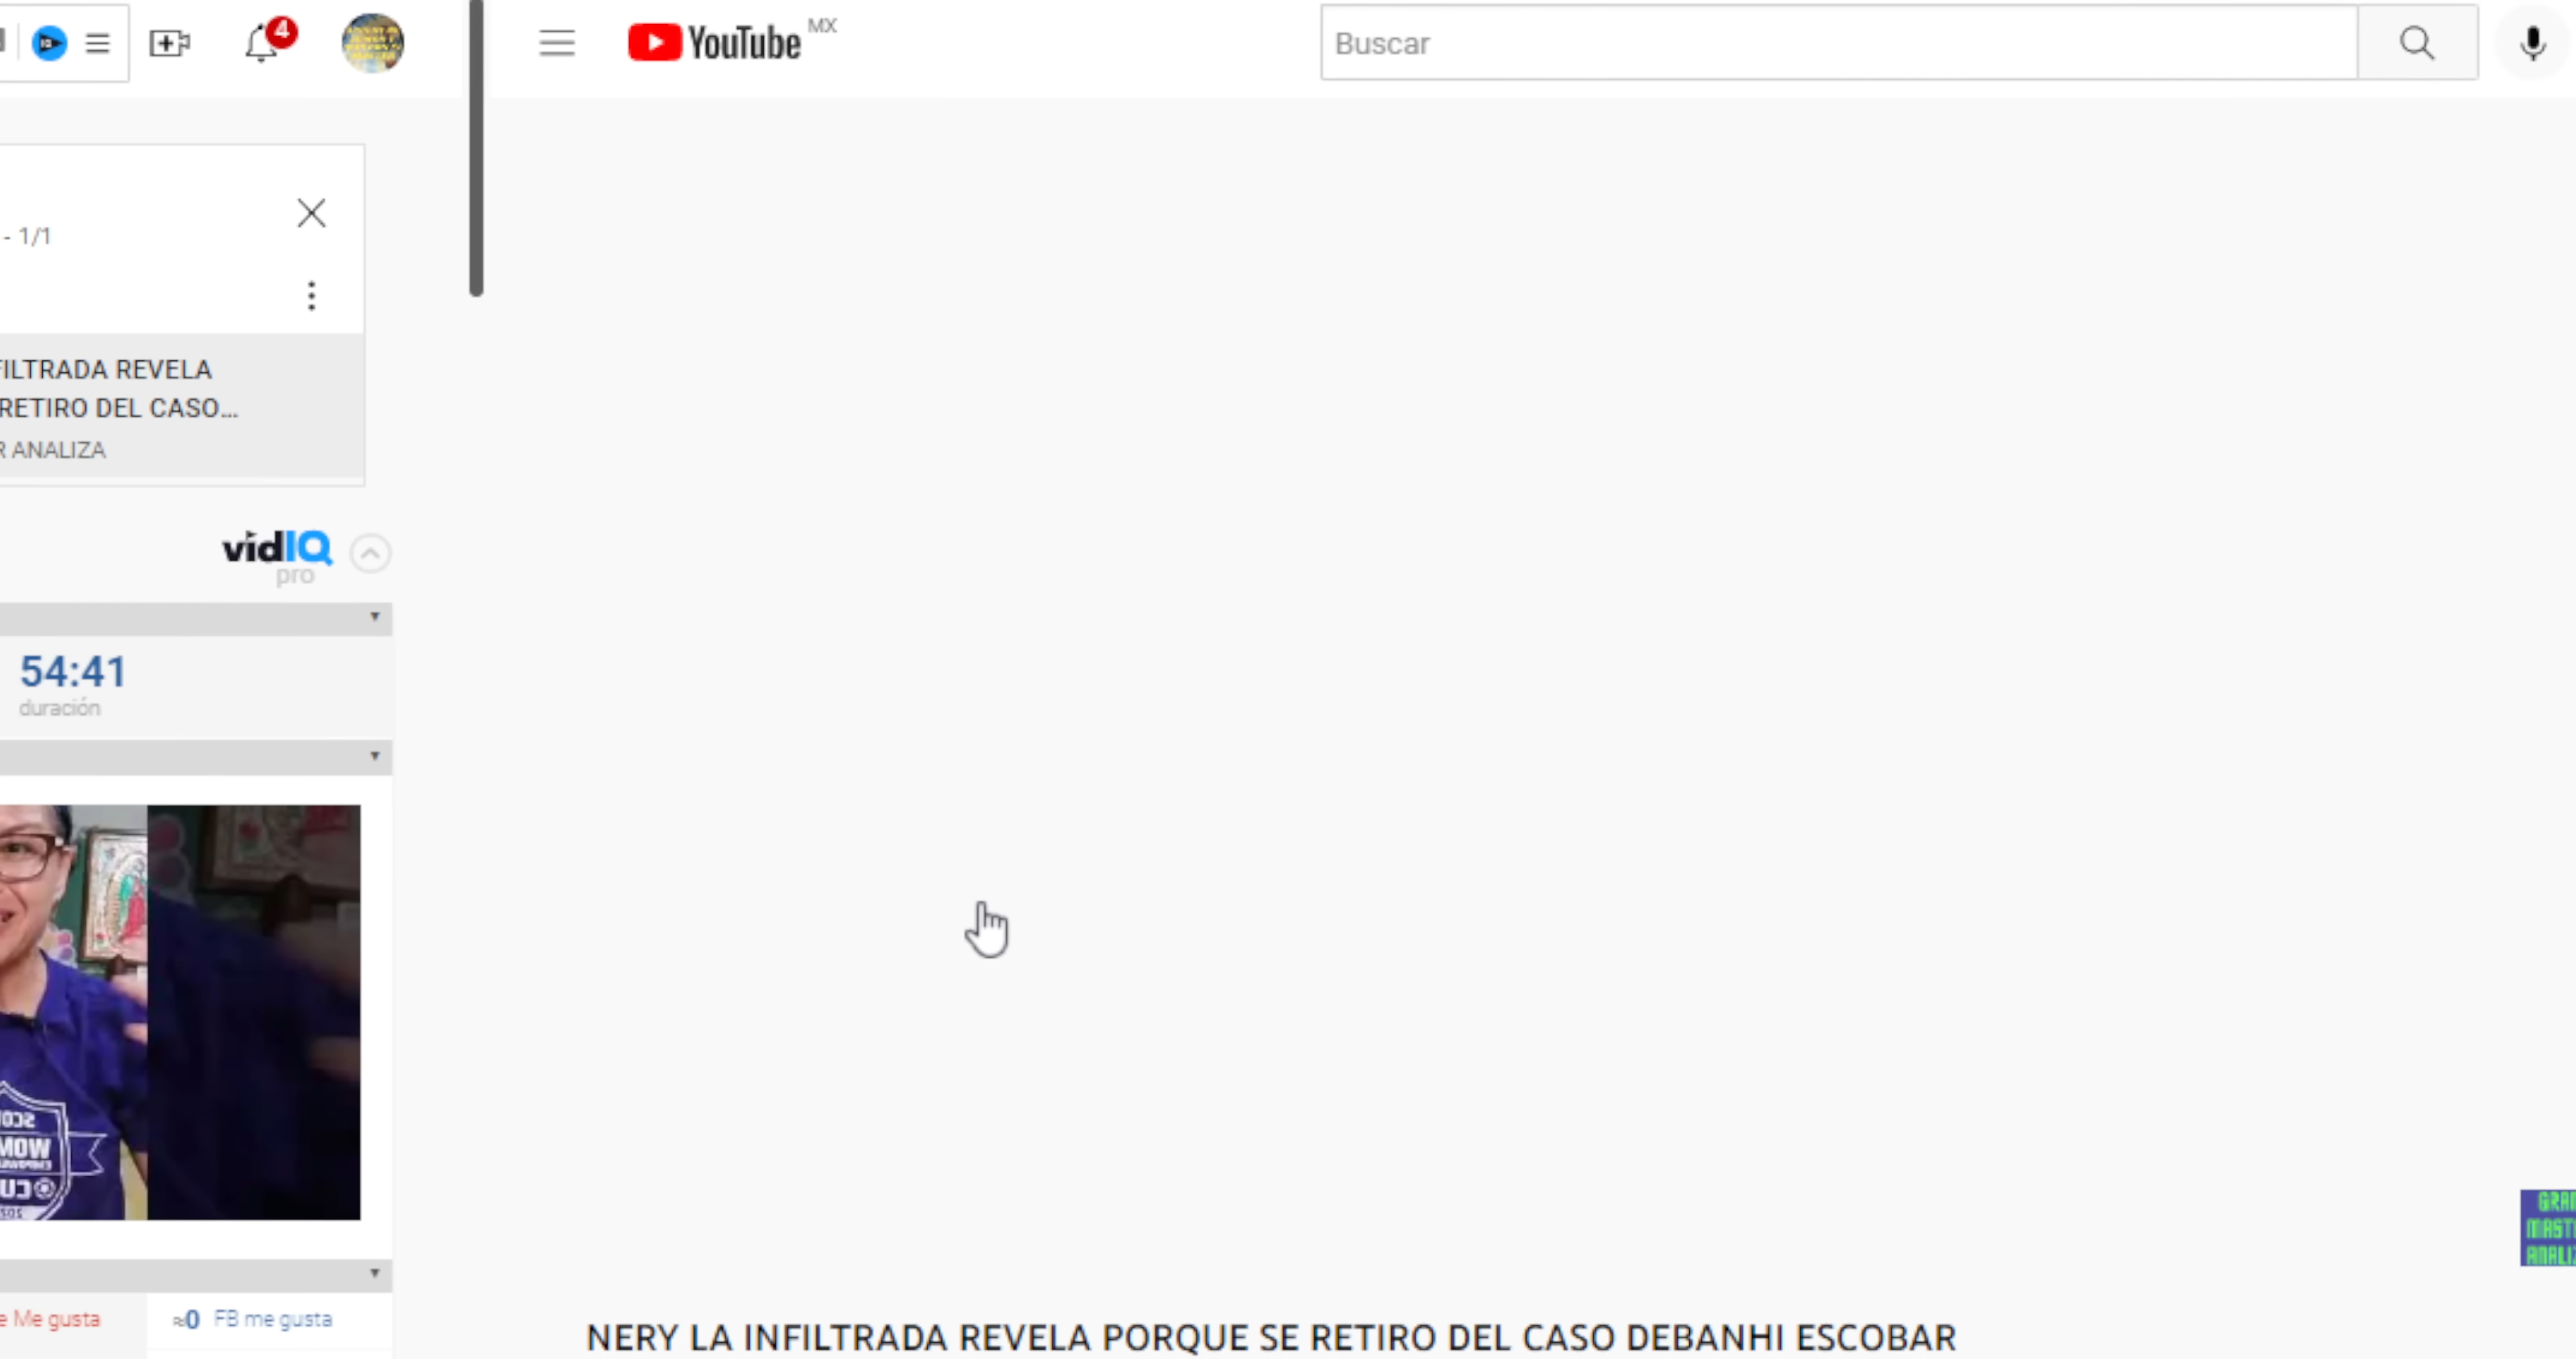 4
YouTube MX
Buscar
- 1/1
FILTRADA REVELA
RETIRO DEL CASO...
R ANALIZA
vidIQ
pro
54:41
duración
e Me gusta
≈0 FB me gusta
NERY LA INFILTRADA REVELA PORQUE SE RETIRO DEL CASO DEBANHI ESCOBAR